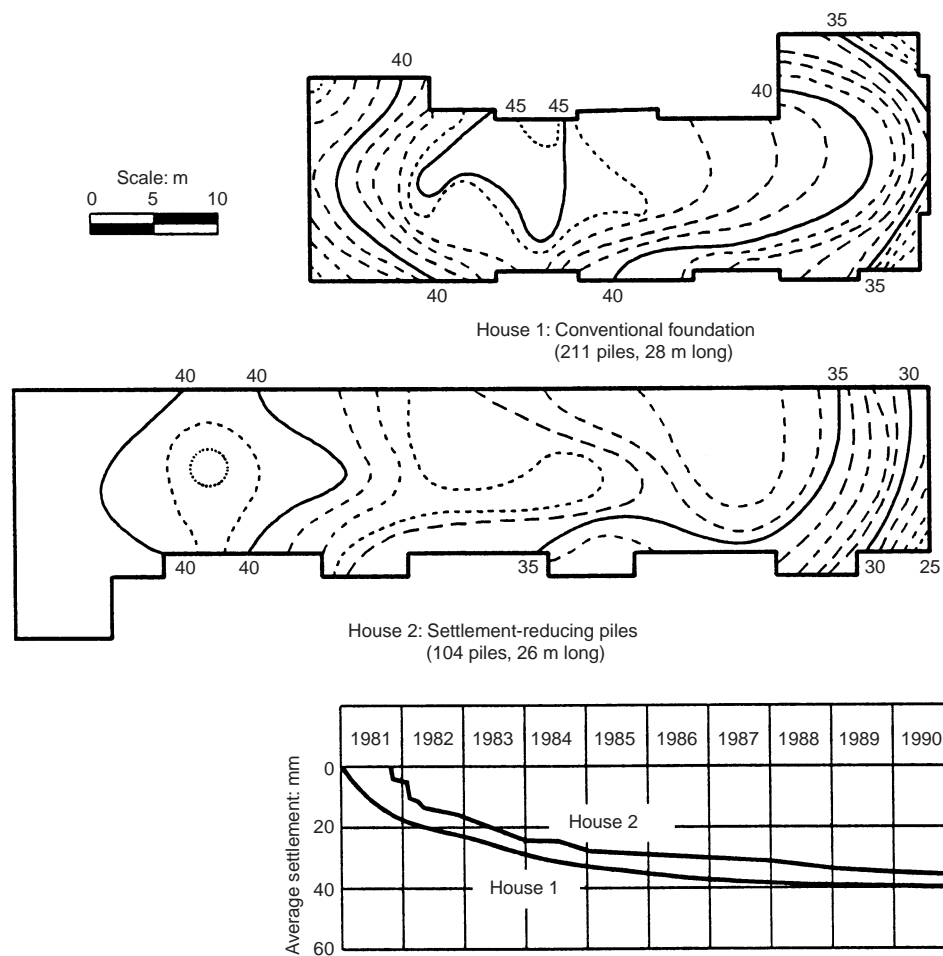 35
40
45 45
40
Scale: m
0 5 10
40 40 35
House 1: Conventional foundation
(211 piles, 28 m long)
40 40 35 30
40 40 35 30 25
House 2: Settlement-reducing piles
(104 piles, 26 m long)
1981 1982 1983 1984 1985 1986 1987 1988 1989 1990
Average settlement: mm
0
20
40
60
House 2
House 1